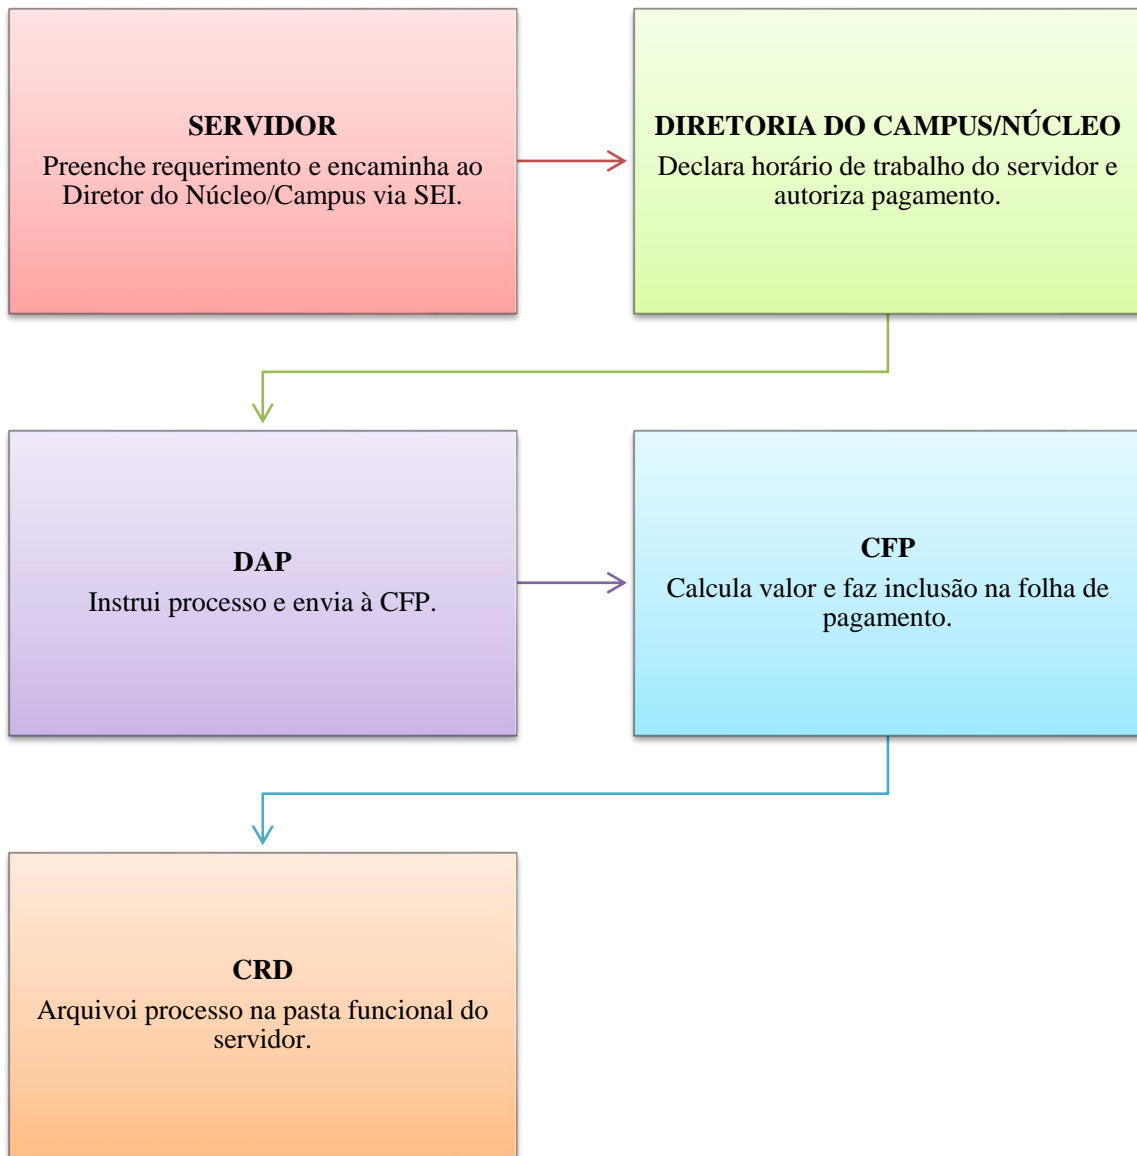 SERVIDOR
Preenche requerimento e encaminha ao
Diretor do Núcleo/Campus via SEI.
DIRETORIA DO CAMPUS/NÚCLEO
Declara horário de trabalho do servidor e
autoriza pagamento.
DAP
Instrui processo e envia à CFP.
CFP
Calcula valor e faz inclusão na folha de
pagamento.
CRD
Arquivoi processo na pasta funcional do
servidor.